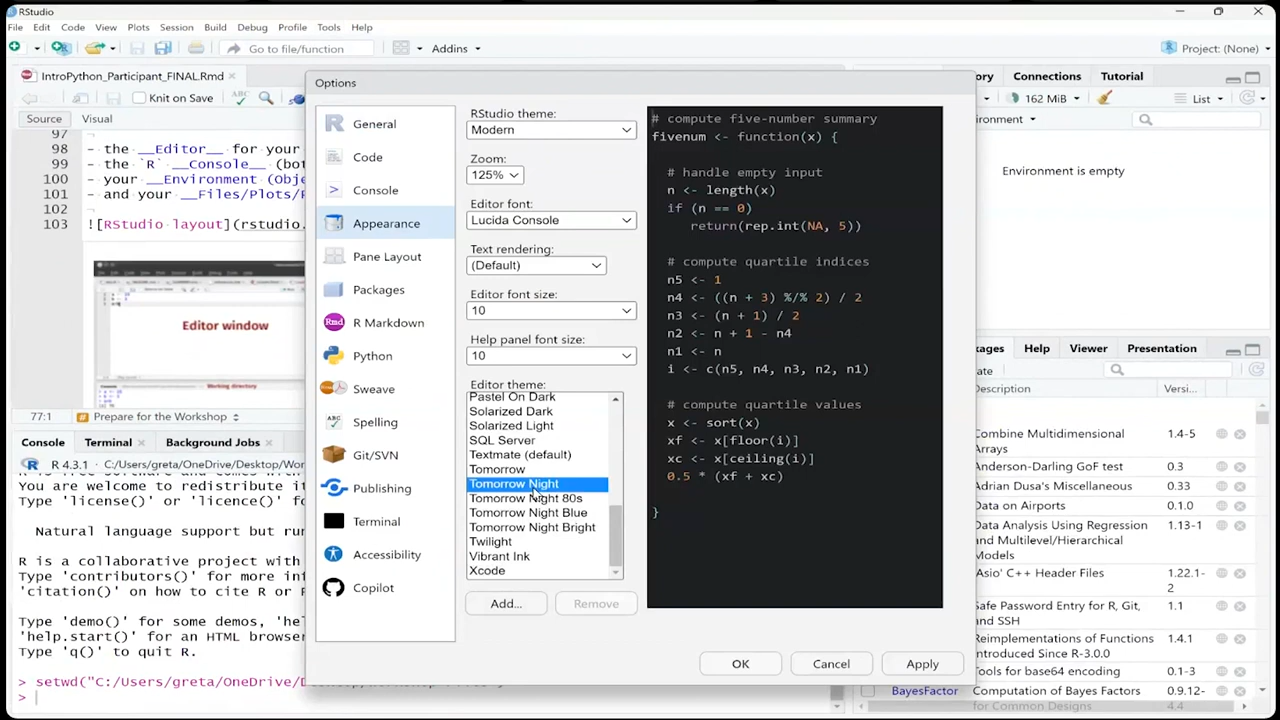 RStudio
File Edit Code View Plots Session Build Debug Profile Tools Help
Go to file/function
Addins
Project: (None)
IntroPython_Participant_FINAL.Rmd
Knit on Save
Source Visual
97
98 - the __Editor__ for your
99 - the `R` __Console__ (bot
100 - your __Environment (Obje
101 - and your __Files/Plots/P
102
103 ![RStudio layout](rstudio.
Editor window
Working directory
77:1 # Prepare for the Workshop
Console Terminal Background Jobs
R 4.3.1 · C:/Users/greta/OneDrive/Desktop/Wor
You are welcome to redistribute i
Type 'license()' or 'licence()' f
Natural language support but run
R is a collaborative project with
Type 'contributors()' for more inf
'citation()' on how to cite R or R
Type 'demo()' for some demos, 'hel
'help.start()' for an HTML browser
Type 'q()' to quit R.
> setwd("C:/Users/greta/OneDrive/D
>
Options
General
Code
Console
Appearance
Pane Layout
Packages
R Markdown
Python
Sweave
Spelling
Git/SVN
Publishing
Terminal
Accessibility
Copilot
RStudio theme:
Modern
Zoom:
125%
Editor font:
Lucida Console
Text rendering:
(Default)
Editor font size:
10
Help panel font size:
10
Editor theme:
Pastel On Dark
Solarized Dark
Solarized Light
SQL Server
Textmate (default)
Tomorrow
Tomorrow Night
Tomorrow Night 80s
Tomorrow Night Blue
Tomorrow Night Bright
Twilight
Vibrant Ink
Xcode
Add... Remove
# compute five-number summary
fivenum <- function(x) {
# handle empty input
n <- length(x)
if (n == 0)
return(rep.int(NA, 5))
# compute quartile indices
n5 <- 1
n4 <- ((n + 3) %/% 2) / 2
n3 <- (n + 1) / 2
n2 <- n + 1 - n4
n1 <- n
i <- c(n5, n4, n3, n2, n1)
# compute quartile values
x <- sort(x)
xf <- x[floor(i)]
xc <- x[ceiling(i)]
0.5 * (xf + xc)
}
OK Cancel Apply
ory Connections Tutorial
162 MiB List
ronment
Environment is empty
ages Help Viewer Presentation
ate
Description Versi...
Combine Multidimensional Arrays 1.4-5
Anderson-Darling GoF test 0.3
Adrian Dusa's Miscellaneous 0.33
Data on Airports 0.1.0
Data Analysis Using Regression and Multilevel/Hierarchical Models 1.13-1
'Asio' C++ Header Files 1.22.1-2
Safe Password Entry for R, Git, and SSH 1.1
Reimplementations of Functions Introduced Since R-3.0.0 1.4.1
Tools for base64 encoding 0.1-3
BayesFactor Computation of Bayes Factors for Common Designs 0.9.12-4.4